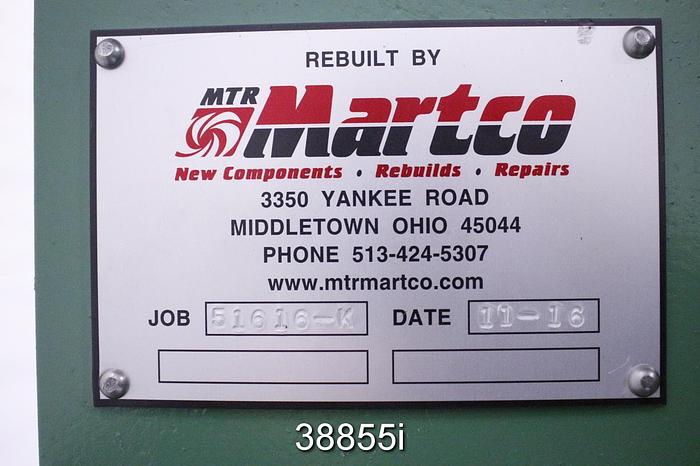 REBUILT BY
MTR Martco
New Components • Rebuilds • Repairs
3350 YANKEE ROAD
MIDDLETOWN OHIO 45044
PHONE 513-424-5307
www.mtrmartco.com
JOB 51616-K DATE 11-16
38855i